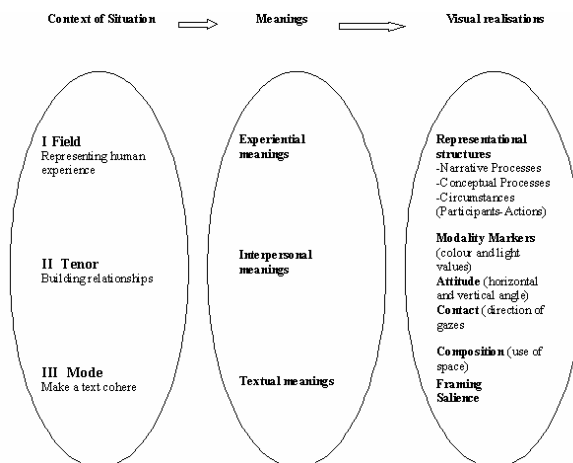 Context of Situation
Meanings
Visual realisations
I Field
Representing human
experience
II Tenor
Building relationships
III Mode
Make a text cohere
Experiential
meanings
Interpersonal
meanings
Textual meanings
Representational
structures
-Narrative Processes
-Conceptual Processes
-Circumstances
(Participants-Actions)
Modality Markers
(colour and light
values)
Attitude (horizontal
and vertical angle)
Contact (direction of
gazes
Composition (use of
space)
Framing
Salience